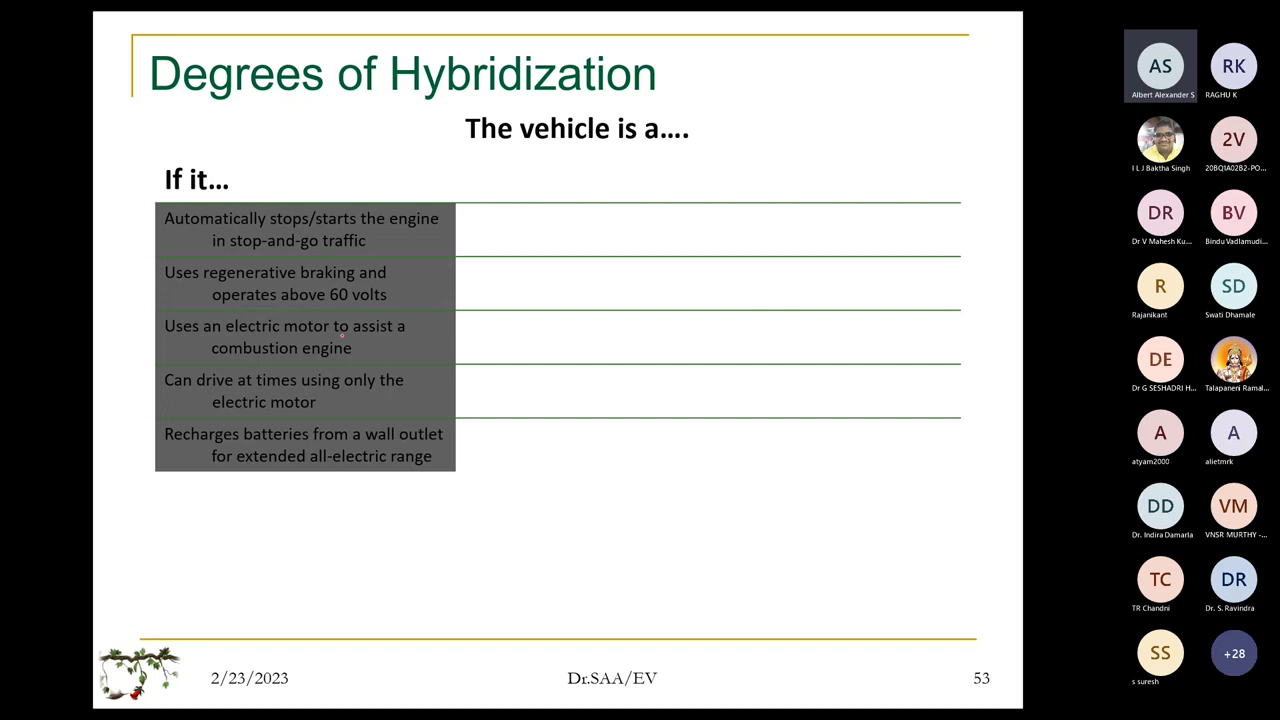 Degrees of Hybridization
The vehicle is a....
If it...
Automatically stops/starts the engine
in stop-and-go traffic
Uses regenerative braking and
operates above 60 volts
Uses an electric motor to assist a
combustion engine
Can drive at times using only the
electric motor
Recharges batteries from a wall outlet
for extended all-electric range
2/23/2023
Dr.SAA/EV
53
AS
RK
Albert Alexander S
RAGHU K
2V
I L J Baktha Singh
20BQ1A02B2-PO...
DR
BV
Dr V Mahesh Ku...
Bindu Vadlamudi...
R
SD
Rajanikant
Swati Dhamale
DE
Dr G SESHADRI H...
Talapaneni Ramal...
A
A
atyam2000
alietmrk
DD
VM
Dr. Indira Damarla
VNSR MURTHY -...
TC
DR
TR Chandni
Dr. S. Ravindra
SS
+28
s suresh